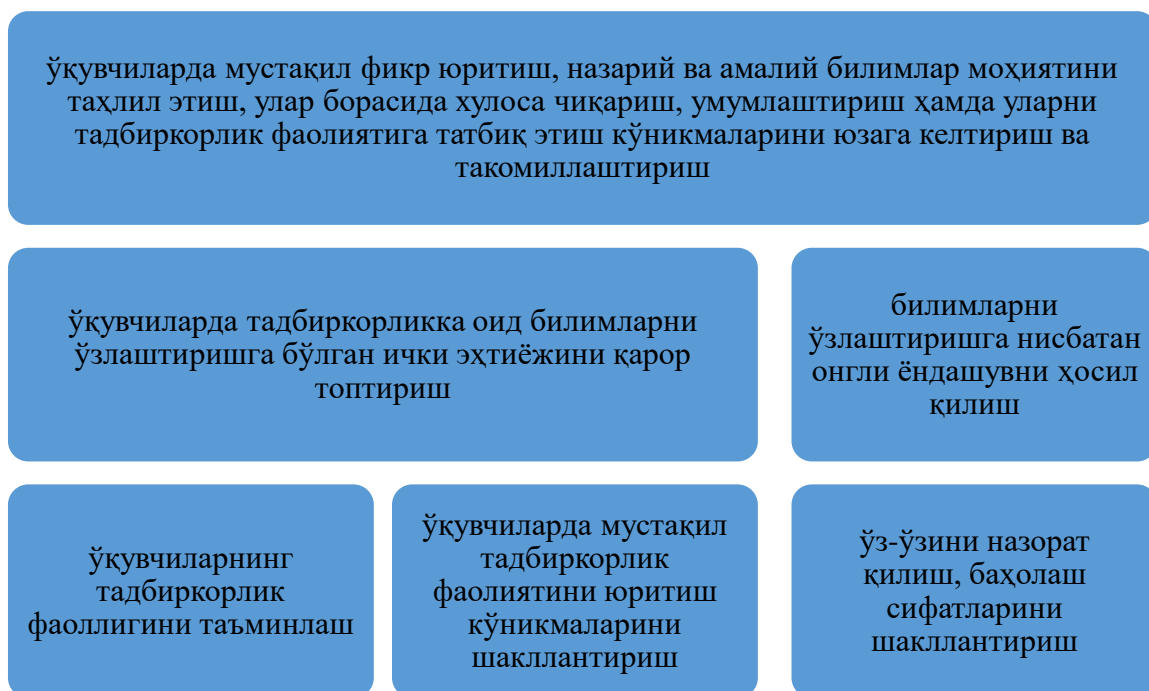 ўқувчиларда мустақил фикр юритиш, назарий ва амалий билимлар моҳиятини
таҳлил этиш, улар борасида хулоса чиқариш, умумлаштириш ҳамда уларни
тадбиркорлик фаолиятига татбиқ этиш кўникмаларини юзага келтириш ва
такомиллаштириш
ўқувчиларда тадбиркорликка оид билимларни
ўзлаштиришга бўлган ички эҳтиёжини қарор
топтириш
билимларни
ўзлаштиришга нисбатан
онгли ёндашувни ҳосил
қилиш
ўқувчиларнинг
тадбиркорлик
фаоллигини таъминлаш
ўқувчиларда мустақил
тадбиркорлик
фаолиятини юритиш
кўникмаларини
шакллантириш
ўз-ўзини назорат
қилиш, баҳолаш
сифатларини
шакллантириш